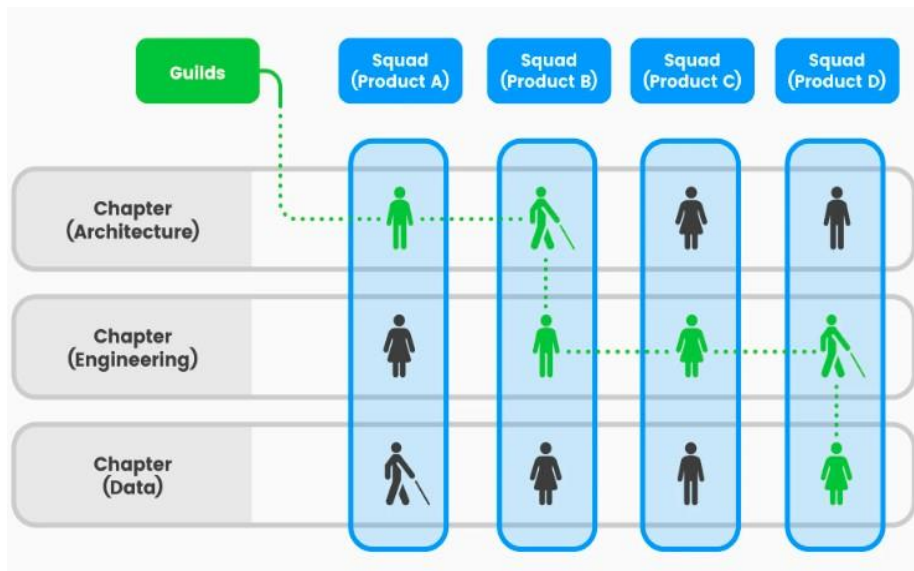 Guilds
Squad
(Product A)
Squad
(Product B)
Squad
(Product C)
Squad
(Product D)
Chapter
(Architecture)
Chapter
(Engineering)
Chapter
(Data)